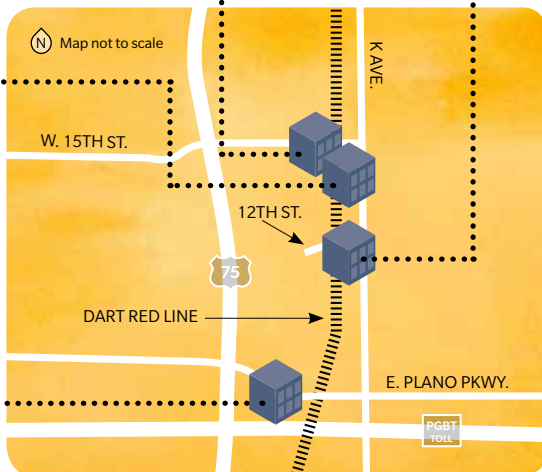 N Map not to scale
K AVE.
W. 15TH ST.
12TH ST.
75
DART RED LINE
E. PLANO PKWY.
PGBT
TOLL